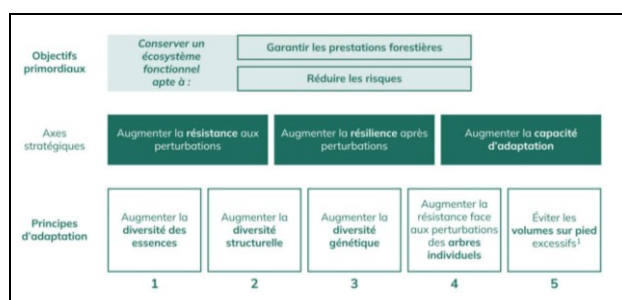 Objectifs
primordiaux
Conserver un
écosystème
fonctionnel
apte à :
Garantir les prestations forestières
Réduire les risques
Axes
stratégiques
Augmenter la résistance aux
perturbations
Augmenter la résilience après
perturbations
Augmenter la capacité
d'adaptation
Principes
d'adaptation
Augmenter la
diversité des
essences
Augmenter la
diversité
structurelle
Augmenter la
diversité
génétique
Augmenter la
résistance face
aux perturbations
des arbres
individuels
Éviter les
volumes sur pied
excessifs¹
1
2
3
4
5